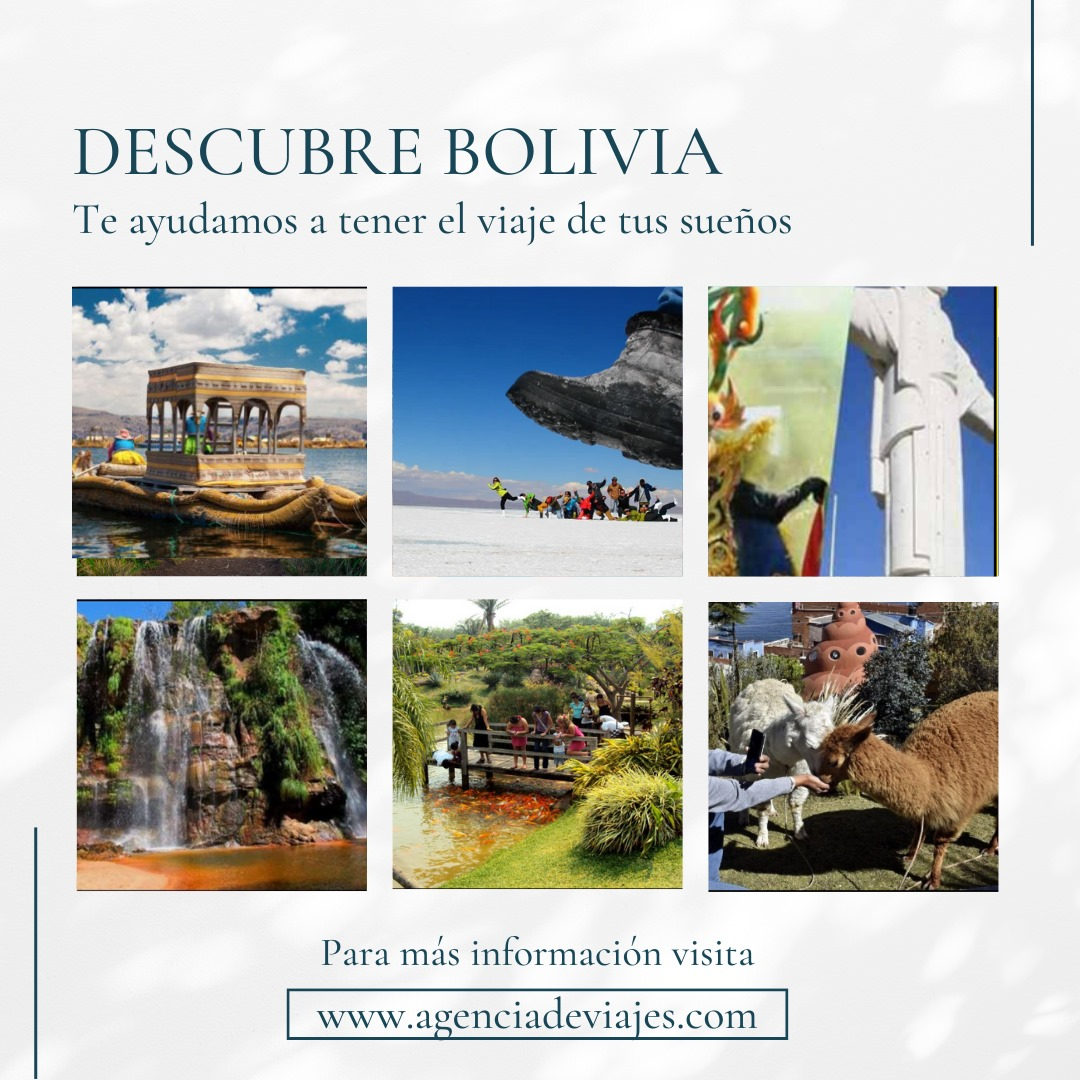 DESCUBRE BOLIVIA
Te ayudamos a tener el viaje de tus sueños
Para más información visita
www.agenciadeviajes.com